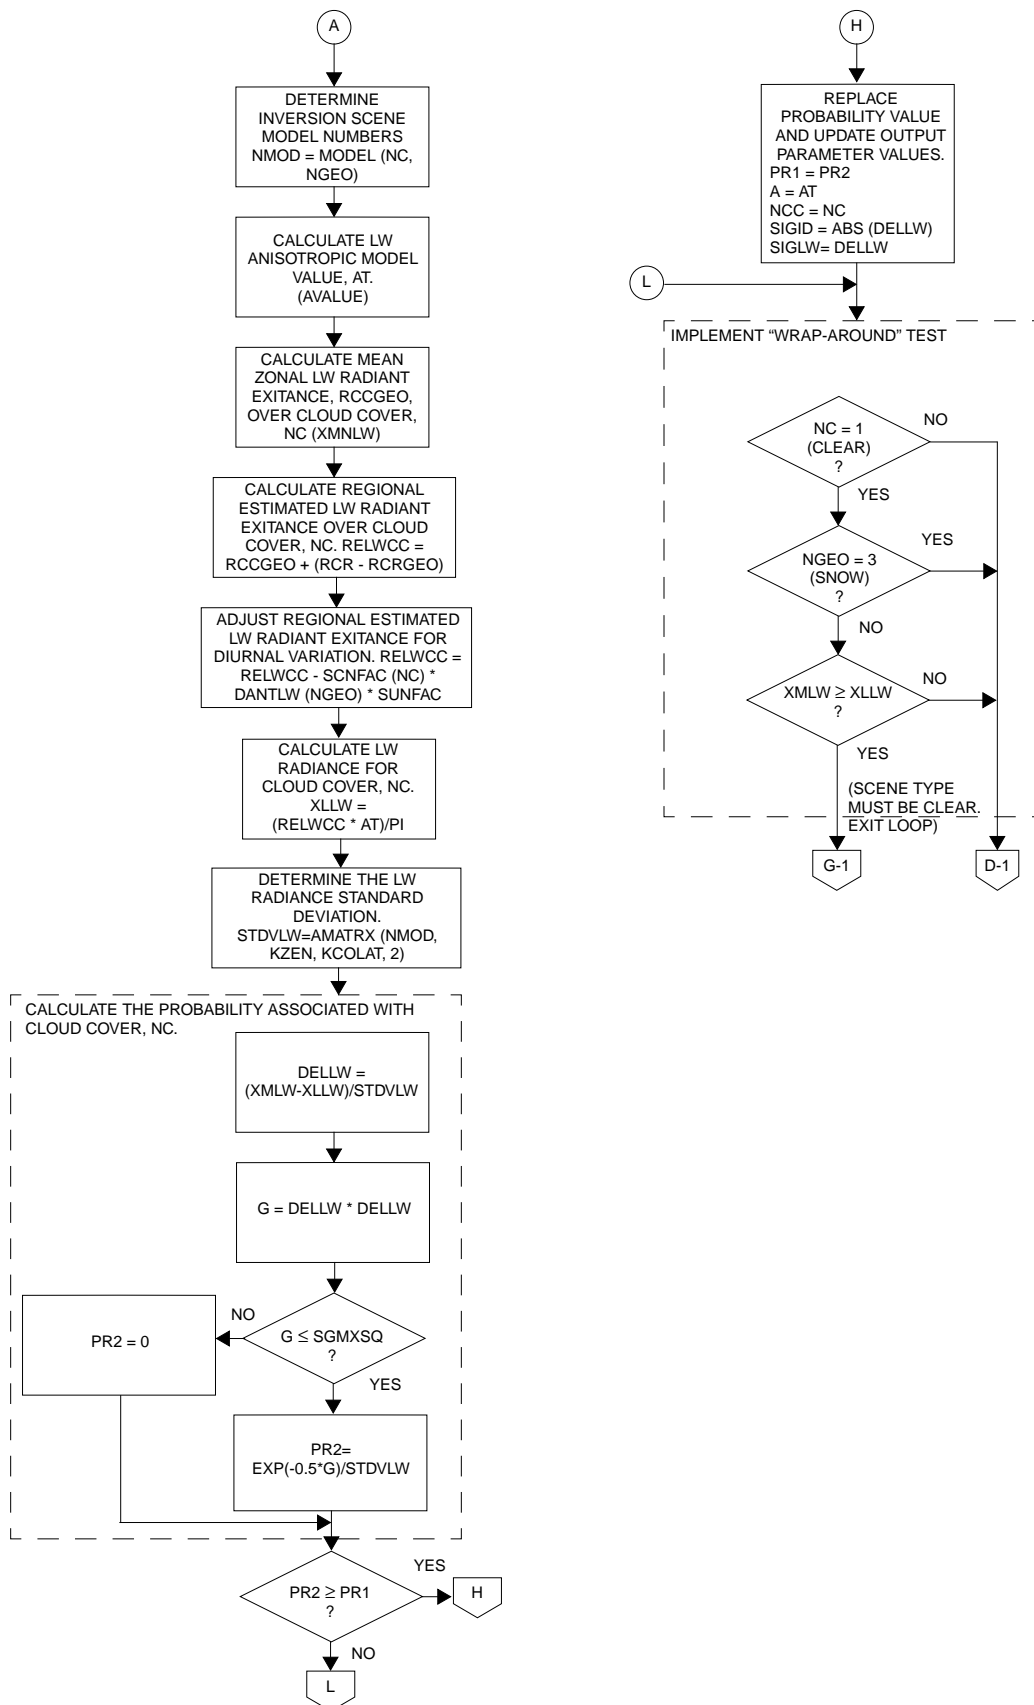 A
DETERMINE
INVERSION SCENE
MODEL NUMBERS
NMOD = MODEL (NC,
NGEO)
CALCULATE LW
ANISOTROPIC MODEL
VALUE, AT.
(AVALUE)
CALCULATE MEAN
ZONAL LW RADIANT
EXITANCE, RCCGEO,
OVER CLOUD COVER,
NC (XMNLW)
CALCULATE REGIONAL
ESTIMATED LW RADIANT
EXITANCE OVER CLOUD
COVER, NC. RELWCC =
RCCGEO + (RCR - RCRGEO)
ADJUST REGIONAL ESTIMATED
LW RADIANT EXITANCE FOR
DIURNAL VARIATION. RELWCC =
RELWCC - SCNFAC (NC) *
DANTLW (NGEO) * SUNFAC
CALCULATE LW
RADIANCE FOR
CLOUD COVER, NC.
XLLW =
(RELWCC * AT)/PI
DETERMINE THE LW
RADIANCE STANDARD
DEVIATION.
STDVLW=AMATRX (NMOD,
KZEN, KCOLAT, 2)
CALCULATE THE PROBABILITY ASSOCIATED WITH
CLOUD COVER, NC.
DELLW =
(XMLW-XLLW)/STDVLW
G = DELLW * DELLW
G ≤ SGMXSQ
?
NO
PR2 = 0
YES
PR2=
EXP(-0.5*G)/STDVLW
PR2 ≥ PR1
?
YES
H
NO
L
H
REPLACE
PROBABILITY VALUE
AND UPDATE OUTPUT
PARAMETER VALUES.
PR1 = PR2
A = AT
NCC = NC
SIGID = ABS (DELLW)
SIGLW= DELLW
L
IMPLEMENT “WRAP-AROUND” TEST
NC = 1
(CLEAR)
?
NO
YES
NGEO = 3
(SNOW)
?
YES
NO
XMLW ≥ XLLW
?
NO
YES
(SCENE TYPE
MUST BE CLEAR.
EXIT LOOP)
G-1
D-1